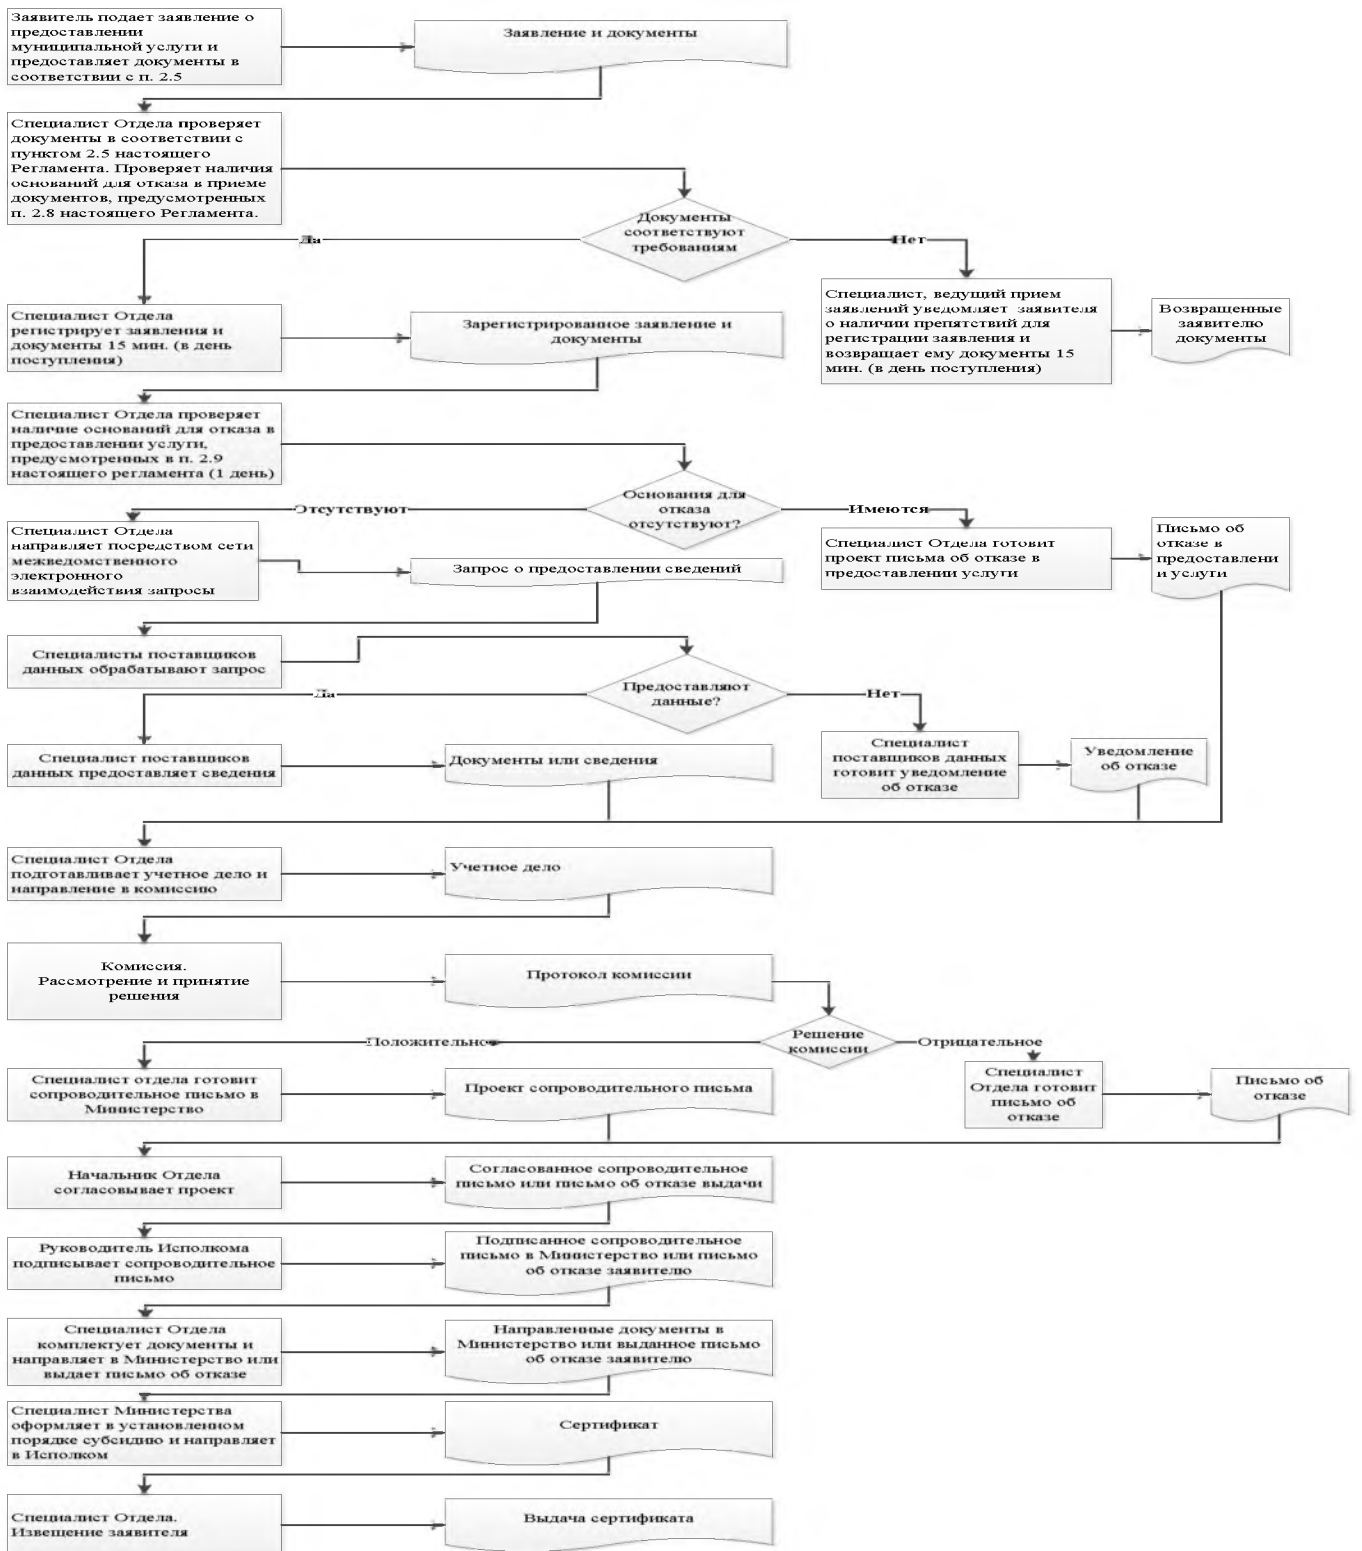 Заявитель подает заявление о
предоставлении
муниципальной услуги и
предоставляет документы в
соответствии с п. 2.5
Заявление и документы
Специалист Отдела проверяет
документы в соответствии с
пунктом 2.5 настоящего
Регламента. Проверяет наличия
оснований для отказа в приеме
документов, предусмотренных
п. 2.8 настоящего Регламента.
Документы
соответствуют
требованиям
Да
Нет
Специалист Отдела
регистрирует заявления и
документы 15 мин. (в день
поступления)
Зарегистрированное заявление и
документы
Специалист, ведущий прием
заявлений уведомляет заявителя
о наличии препятствий для
регистрации заявления и
возвращает ему документы 15
мин. (в день поступления)
Возвращенные
заявителю
документы
Специалист Отдела проверяет
наличие оснований для отказа в
предоставлении услуги,
предусмотренных в п. 2.9
настоящего регламента (1 день)
Основания для
отказа
отсутствуют?
Отсутствуют
Имеются
Специалист Отдела
направляет посредством сети
межведомственного
электронного
взаимодействия запросы
Запрос о предоставлении сведений
Специалист Отдела готовит
проект письма об отказе в
предоставлении услуги
Письмо об
отказе в
предоставлени
и услуги
Специалисты поставщиков
данных обрабатывают запрос
Предоставляют
данные?
Да
Нет
Специалист поставщиков
данных предоставляет сведения
Документы или сведения
Специалист
поставщиков данных
готовит уведомление
об отказе
Уведомление
об отказе
Специалист Отдела
подготавливает учетное дело и
направление в комиссию
Учетное дело
Комиссия.
Рассмотрение и принятие
решения
Протокол комиссии
Решение
комиссии
Положительное
Отрицательное
Специалист отдела готовит
сопроводительное письмо в
Министерство
Проект сопроводительного письма
Специалист
Отдела готовит
письмо об
отказе
Письмо об
отказе
Начальник Отдела
согласовывает проект
Согласованное сопроводительное
письмо или письмо об отказе выдачи
Руководитель Исполкома
подписывает сопроводительное
письмо
Подписанное сопроводительное
письмо в Министерство или письмо
об отказе заявителю
Специалист Отдела
комплектует документы и
направляет в Министерство или
выдает письмо об отказе
Направленные документы в
Министерство или выданное письмо
об отказе заявителю
Специалист Министерства
оформляет в установленном
порядке субсидию и направляет
в Исполком
Сертификат
Специалист Отдела.
Извещение заявителя
Выдача сертификата